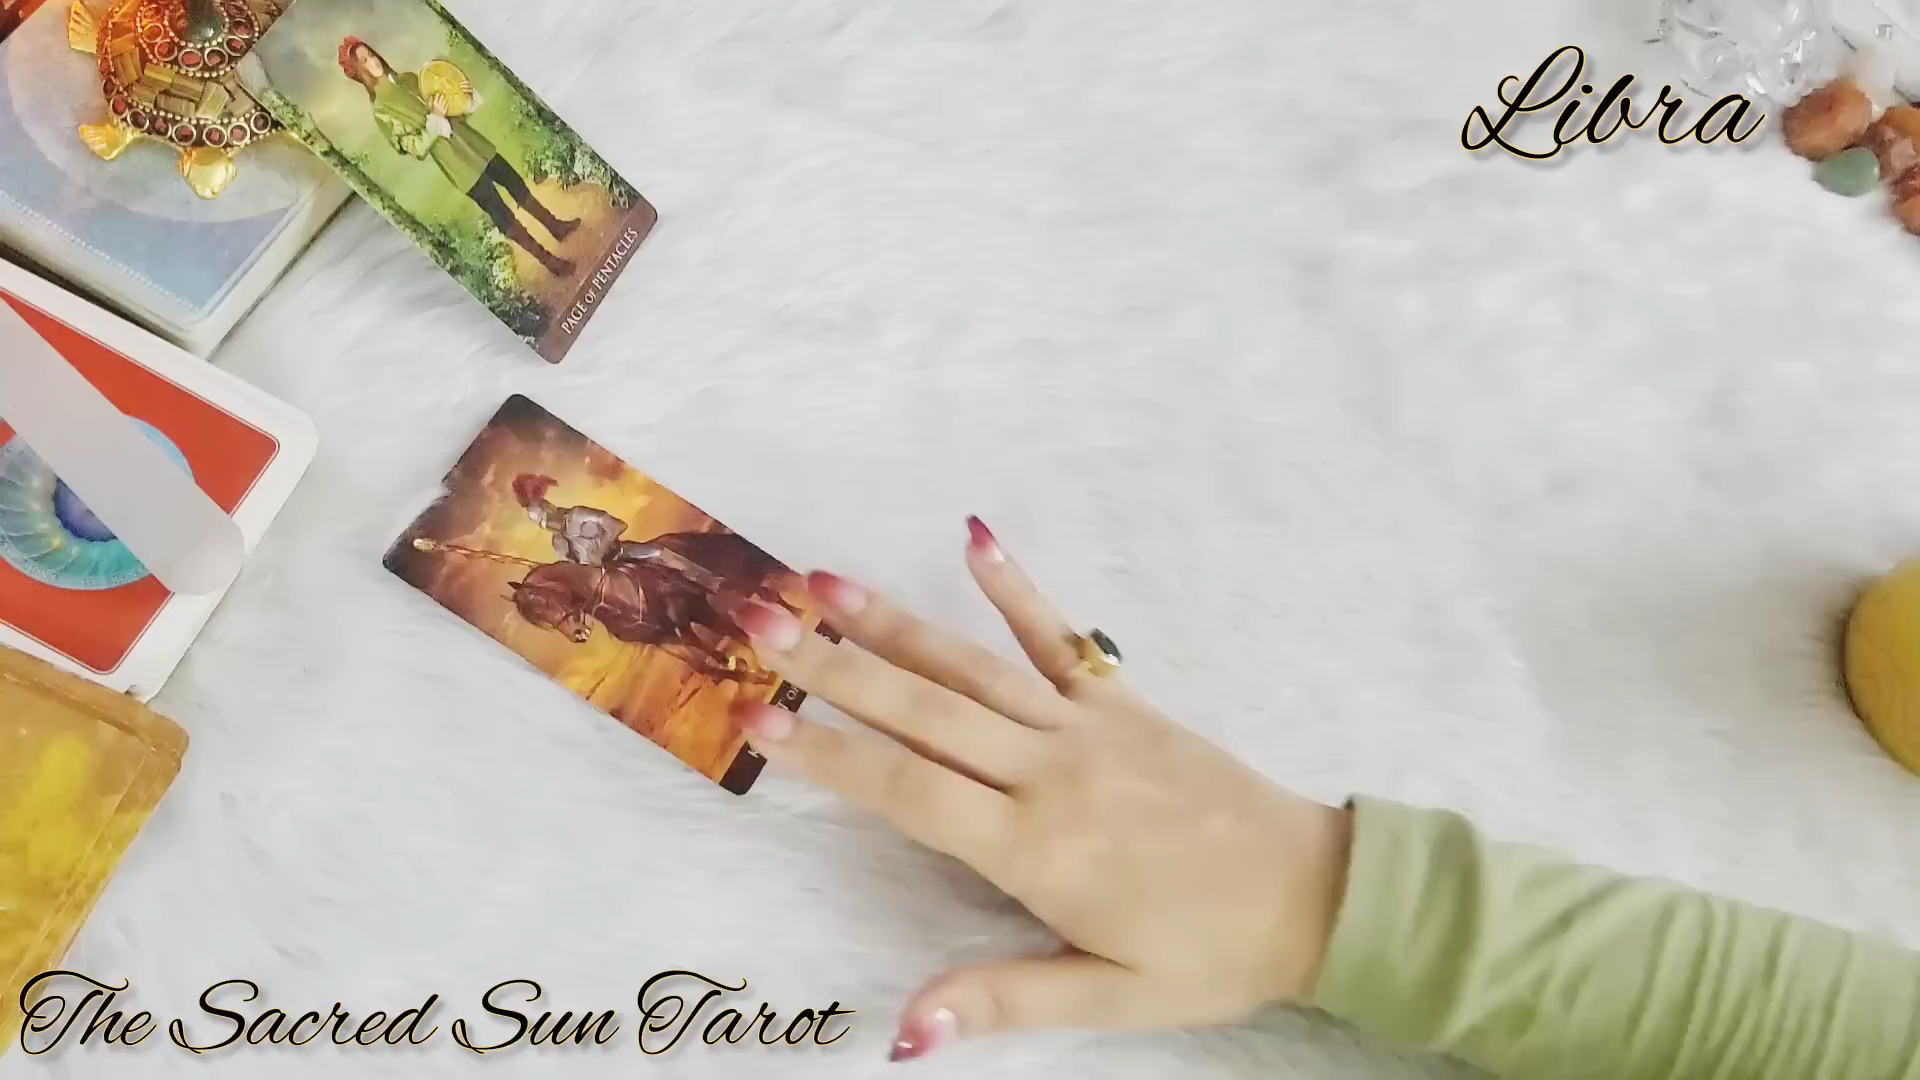 Libra
PAGE OF PENTACLES
The Sacred Sun Tarot